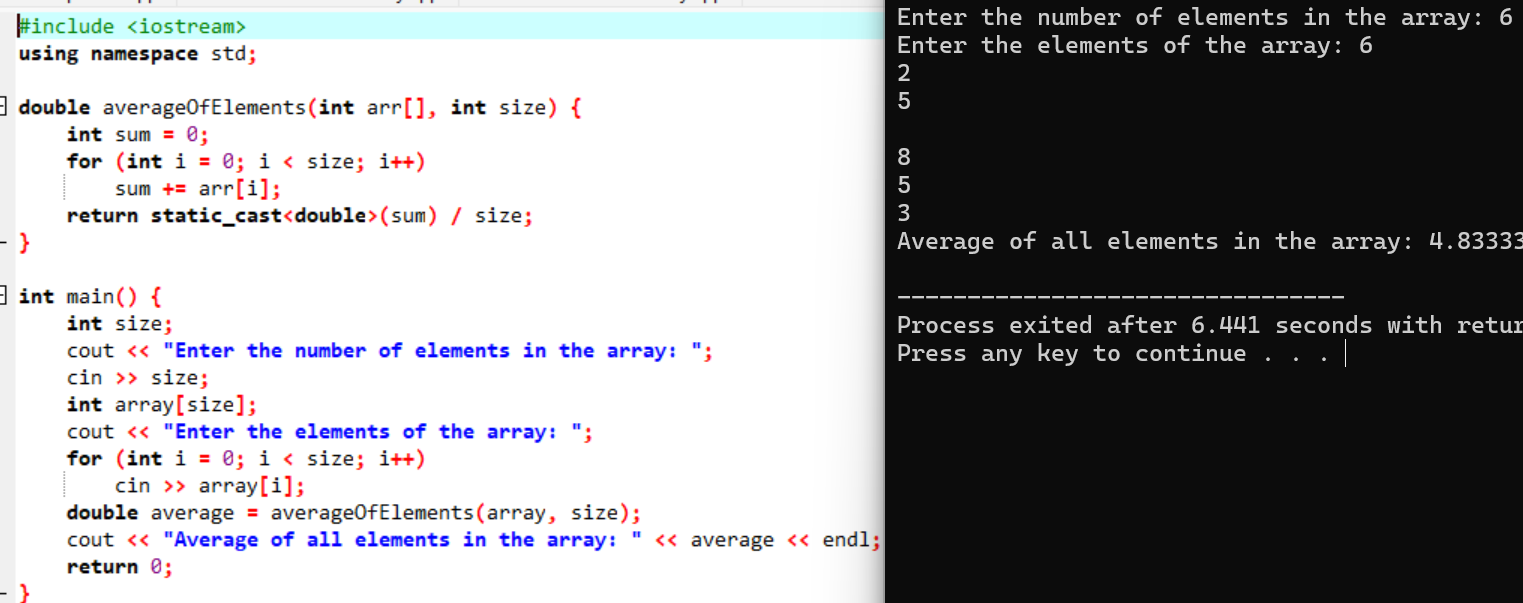 #include <iostream>
using namespace std;
double averageOfElements(int arr[], int size) {
int sum = 0;
for (int i = 0; i < size; i++)
sum += arr[i];
return static_cast<double>(sum) / size;
}
int main() {
int size;
cout << "Enter the number of elements in the array: ";
cin >> size;
int array[size];
cout << "Enter the elements of the array: ";
for (int i = 0; i < size; i++)
cin >> array[i];
double average = averageOfElements(array, size);
cout << "Average of all elements in the array: " << average << endl;
return 0;
}
Enter the number of elements in the array: 6
Enter the elements of the array: 6
2
5
8
5
3
Average of all elements in the array: 4.83333
--------------------------------
Process exited after 6.441 seconds with
Press any key to continue . . .